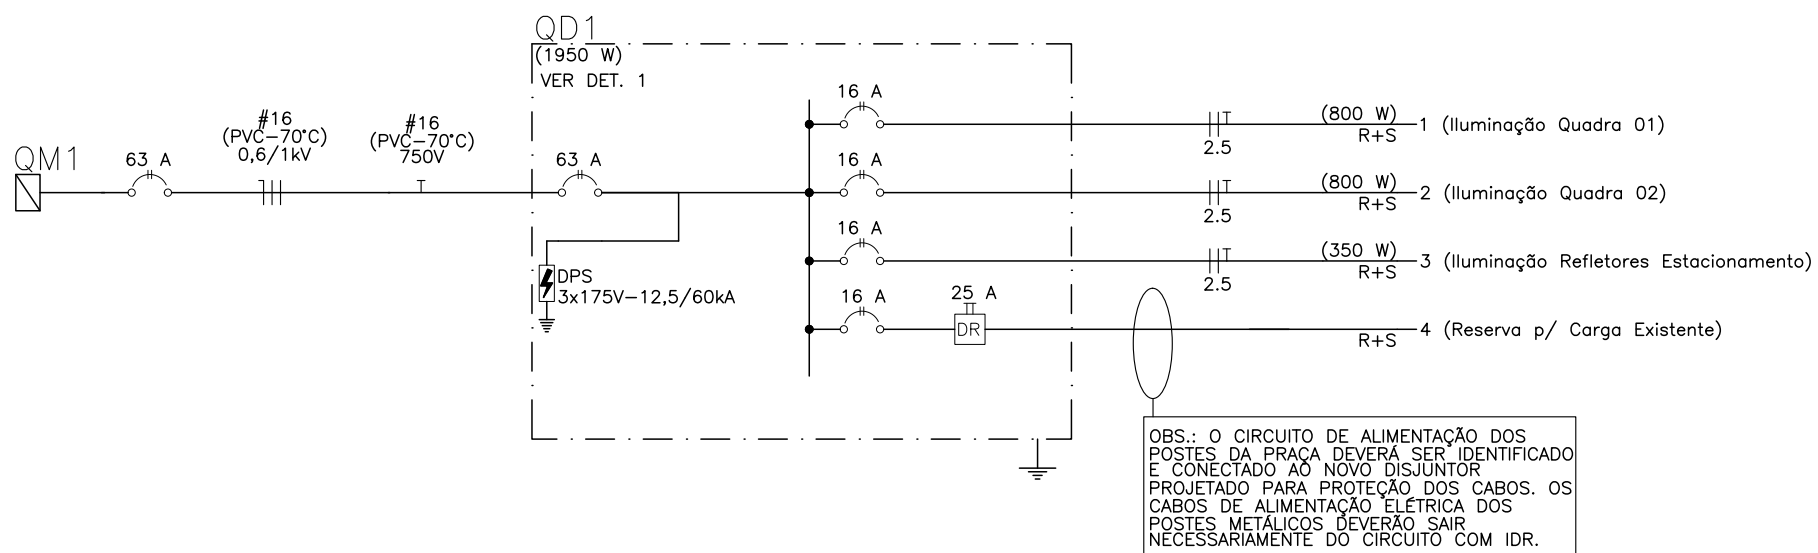 QD1
(1950 W)
VER DET. 1
QM1
63 A
#16
(PVC-70°C)
0,6/1kV
#16
(PVC-70°C)
750V
63 A
DPS
3x175V-12,5/60kA
16 A
2.5
(800 W)
R+S
1 (Iluminação Quadra 01)
16 A
2.5
(800 W)
R+S
2 (Iluminação Quadra 02)
16 A
2.5
(350 W)
R+S
3 (Iluminação Refletores Estacionamento)
16 A
25 A
DR
R+S
4 (Reserva p/ Carga Existente)
OBS.: O CIRCUITO DE ALIMENTAÇÃO DOS
POSTES DA PRAÇA DEVERÁ SER IDENTIFICADO
E CONECTADO AO NOVO DISJUNTOR
PROJETADO PARA PROTEÇÃO DOS CABOS. OS
CABOS DE ALIMENTAÇÃO ELÉTRICA DOS
POSTES METÁLICOS DEVERÃO SAIR
NECESSARIAMENTE DO CIRCUITO COM IDR.